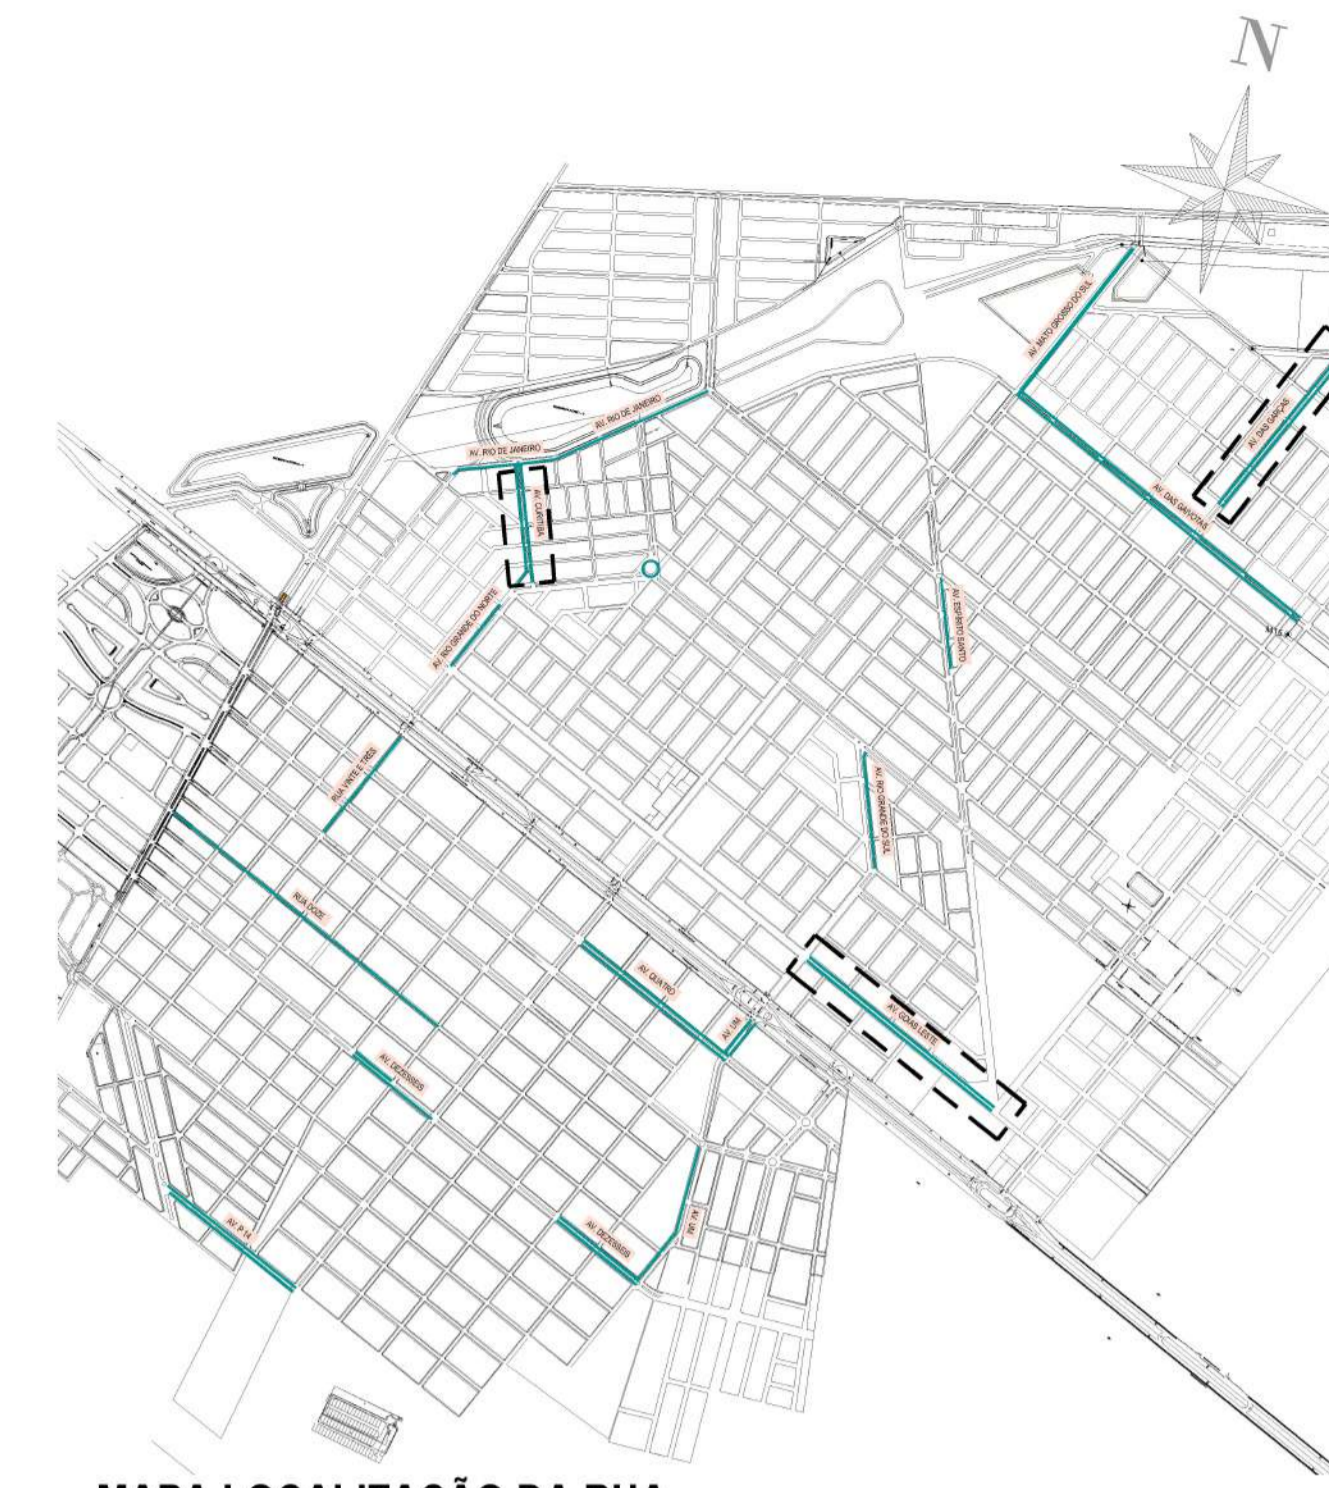 N
AV. MATO GROSSO DO SUL
AV. RIO DE JANEIRO
AV. RIO DE JANEIRO
AV. DAS GARÇAS
AV. CURITIBA
AV. DAS GAIVOTAS
AV. RIO GRANDE DO NORTE
AV. ESPÍRITO SANTO
M15
RUA VINTE E TRÊS
AV. RIO GRANDE DO SUL
RUA DOZE
AV. QUATRO
AV. UM
AV. GOIAS LESTE
AV. DEZESSEIS
AV. P 14
AV. DEZESSEIS
AV. UM
MAPA LOCALIZAÇÃO DA RUA